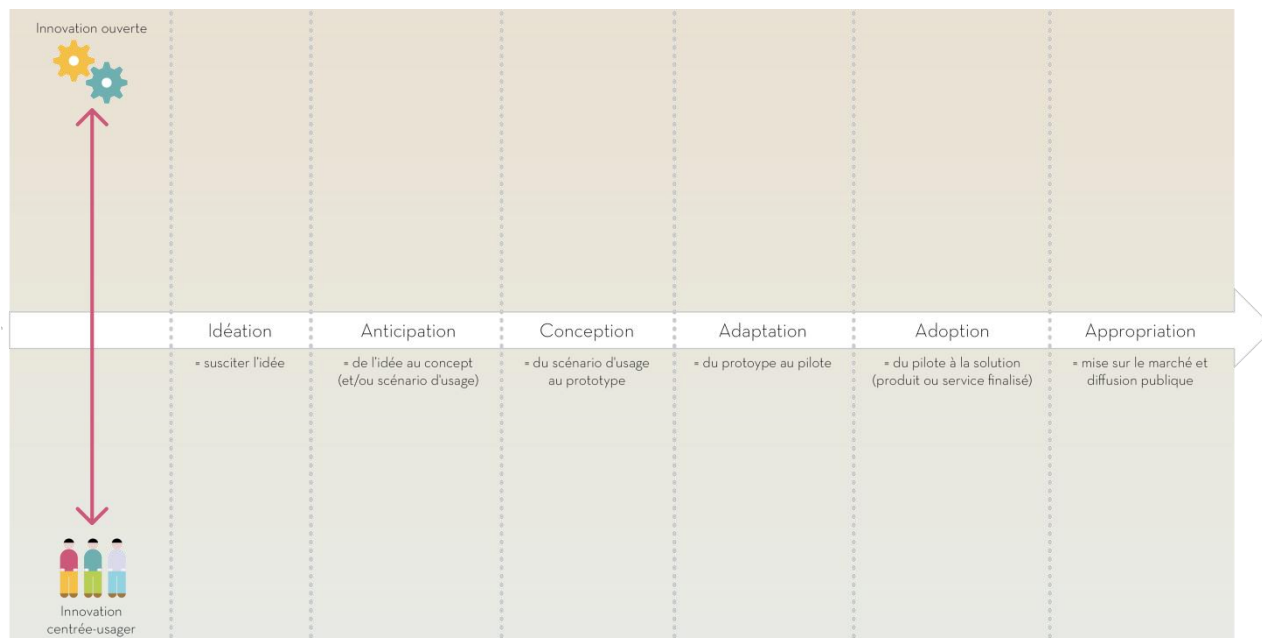 Innovation ouverte
Idéation
Anticipation
Conception
Adaptation
Adoption
Appropriation
= susciter l'idée
= de l'idée au concept
(et/ou scénario d'usage)
= du scénario d'usage
au prototype
= du protoype au pilote
= du pilote à la solution
(produit ou service finalisé)
= mise sur le marché et
diffusion publique
Innovation
centrée-usager